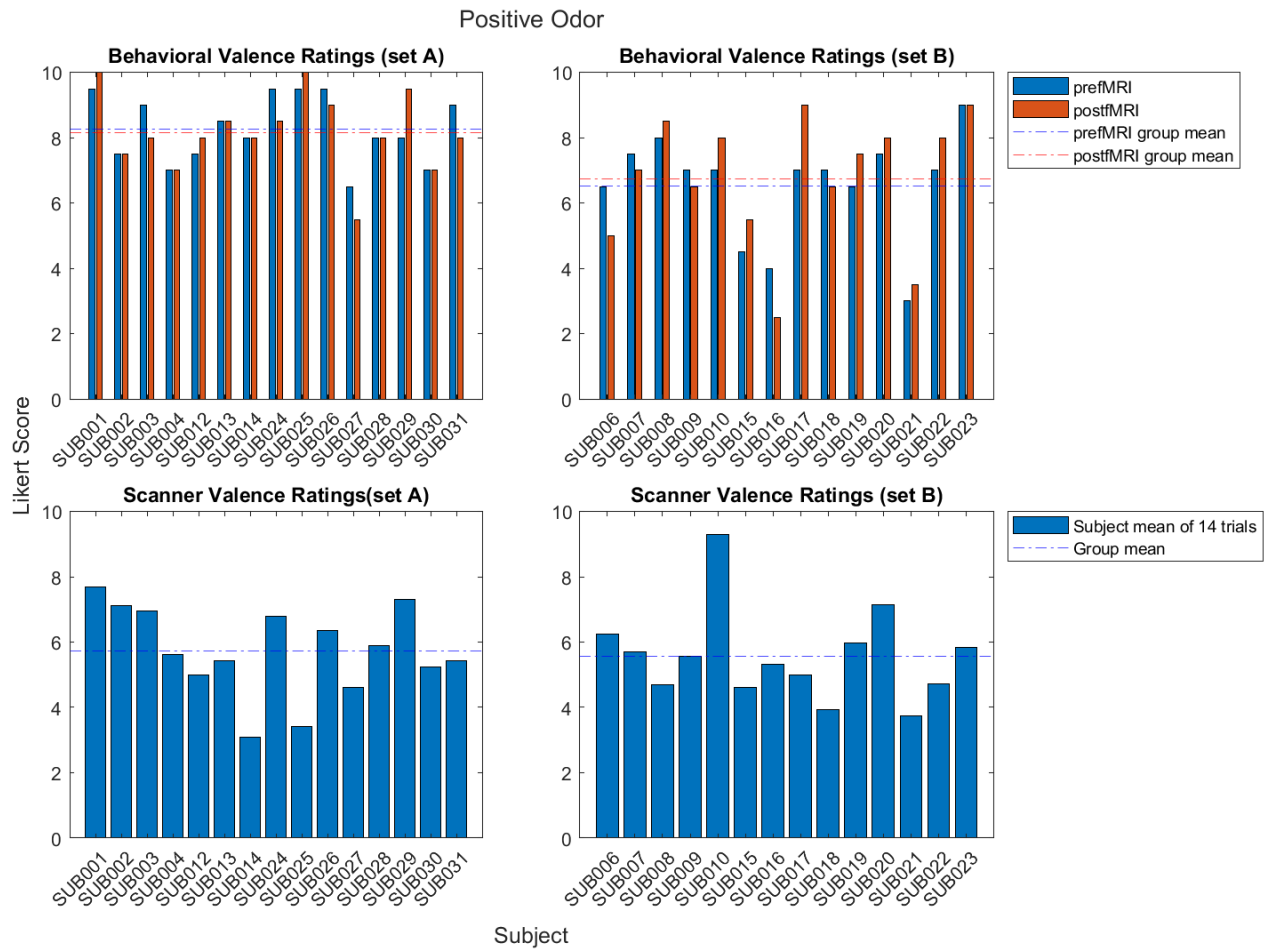 Positive Odor
Behavioral Valence Ratings (set A)
10
8
6
4
2
0
SUB001
SUB002
SUB003
SUB004
SUB012
SUB013
SUB014
SUB024
SUB025
SUB026
SUB027
SUB028
SUB029
SUB030
SUB031
Behavioral Valence Ratings (set B)
10
8
6
4
2
0
SUB006
SUB007
SUB008
SUB009
SUB010
SUB015
SUB016
SUB017
SUB018
SUB019
SUB020
SUB021
SUB022
SUB023
prefMRI
postfMRI
prefMRI group mean
postfMRI group mean
Likert Score
Scanner Valence Ratings(set A)
10
8
6
4
2
0
SUB001
SUB002
SUB003
SUB004
SUB012
SUB013
SUB014
SUB024
SUB025
SUB026
SUB027
SUB028
SUB029
SUB030
SUB031
Scanner Valence Ratings (set B)
10
8
6
4
2
0
SUB006
SUB007
SUB008
SUB009
SUB010
SUB015
SUB016
SUB017
SUB018
SUB019
SUB020
SUB021
SUB022
SUB023
Subject mean of 14 trials
Group mean
Subject